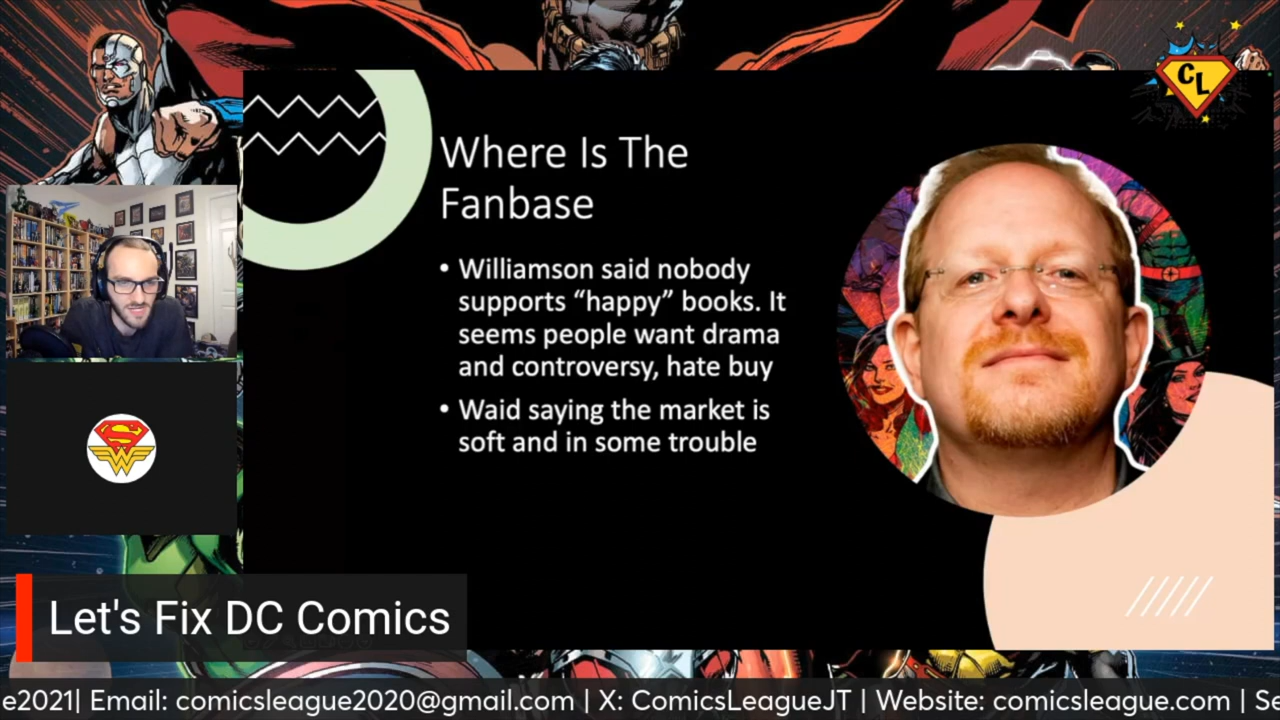 CL
Where Is The
Fanbase
• Williamson said nobody
supports “happy” books. It
seems people want drama
and controversy, hate buy
• Waid saying the market is
soft and in some trouble
Let's Fix DC Comics
e2021| Email: comicsleague2020@gmail.com | X: ComicsLeagueJT | Website: comicsleague.com | Se